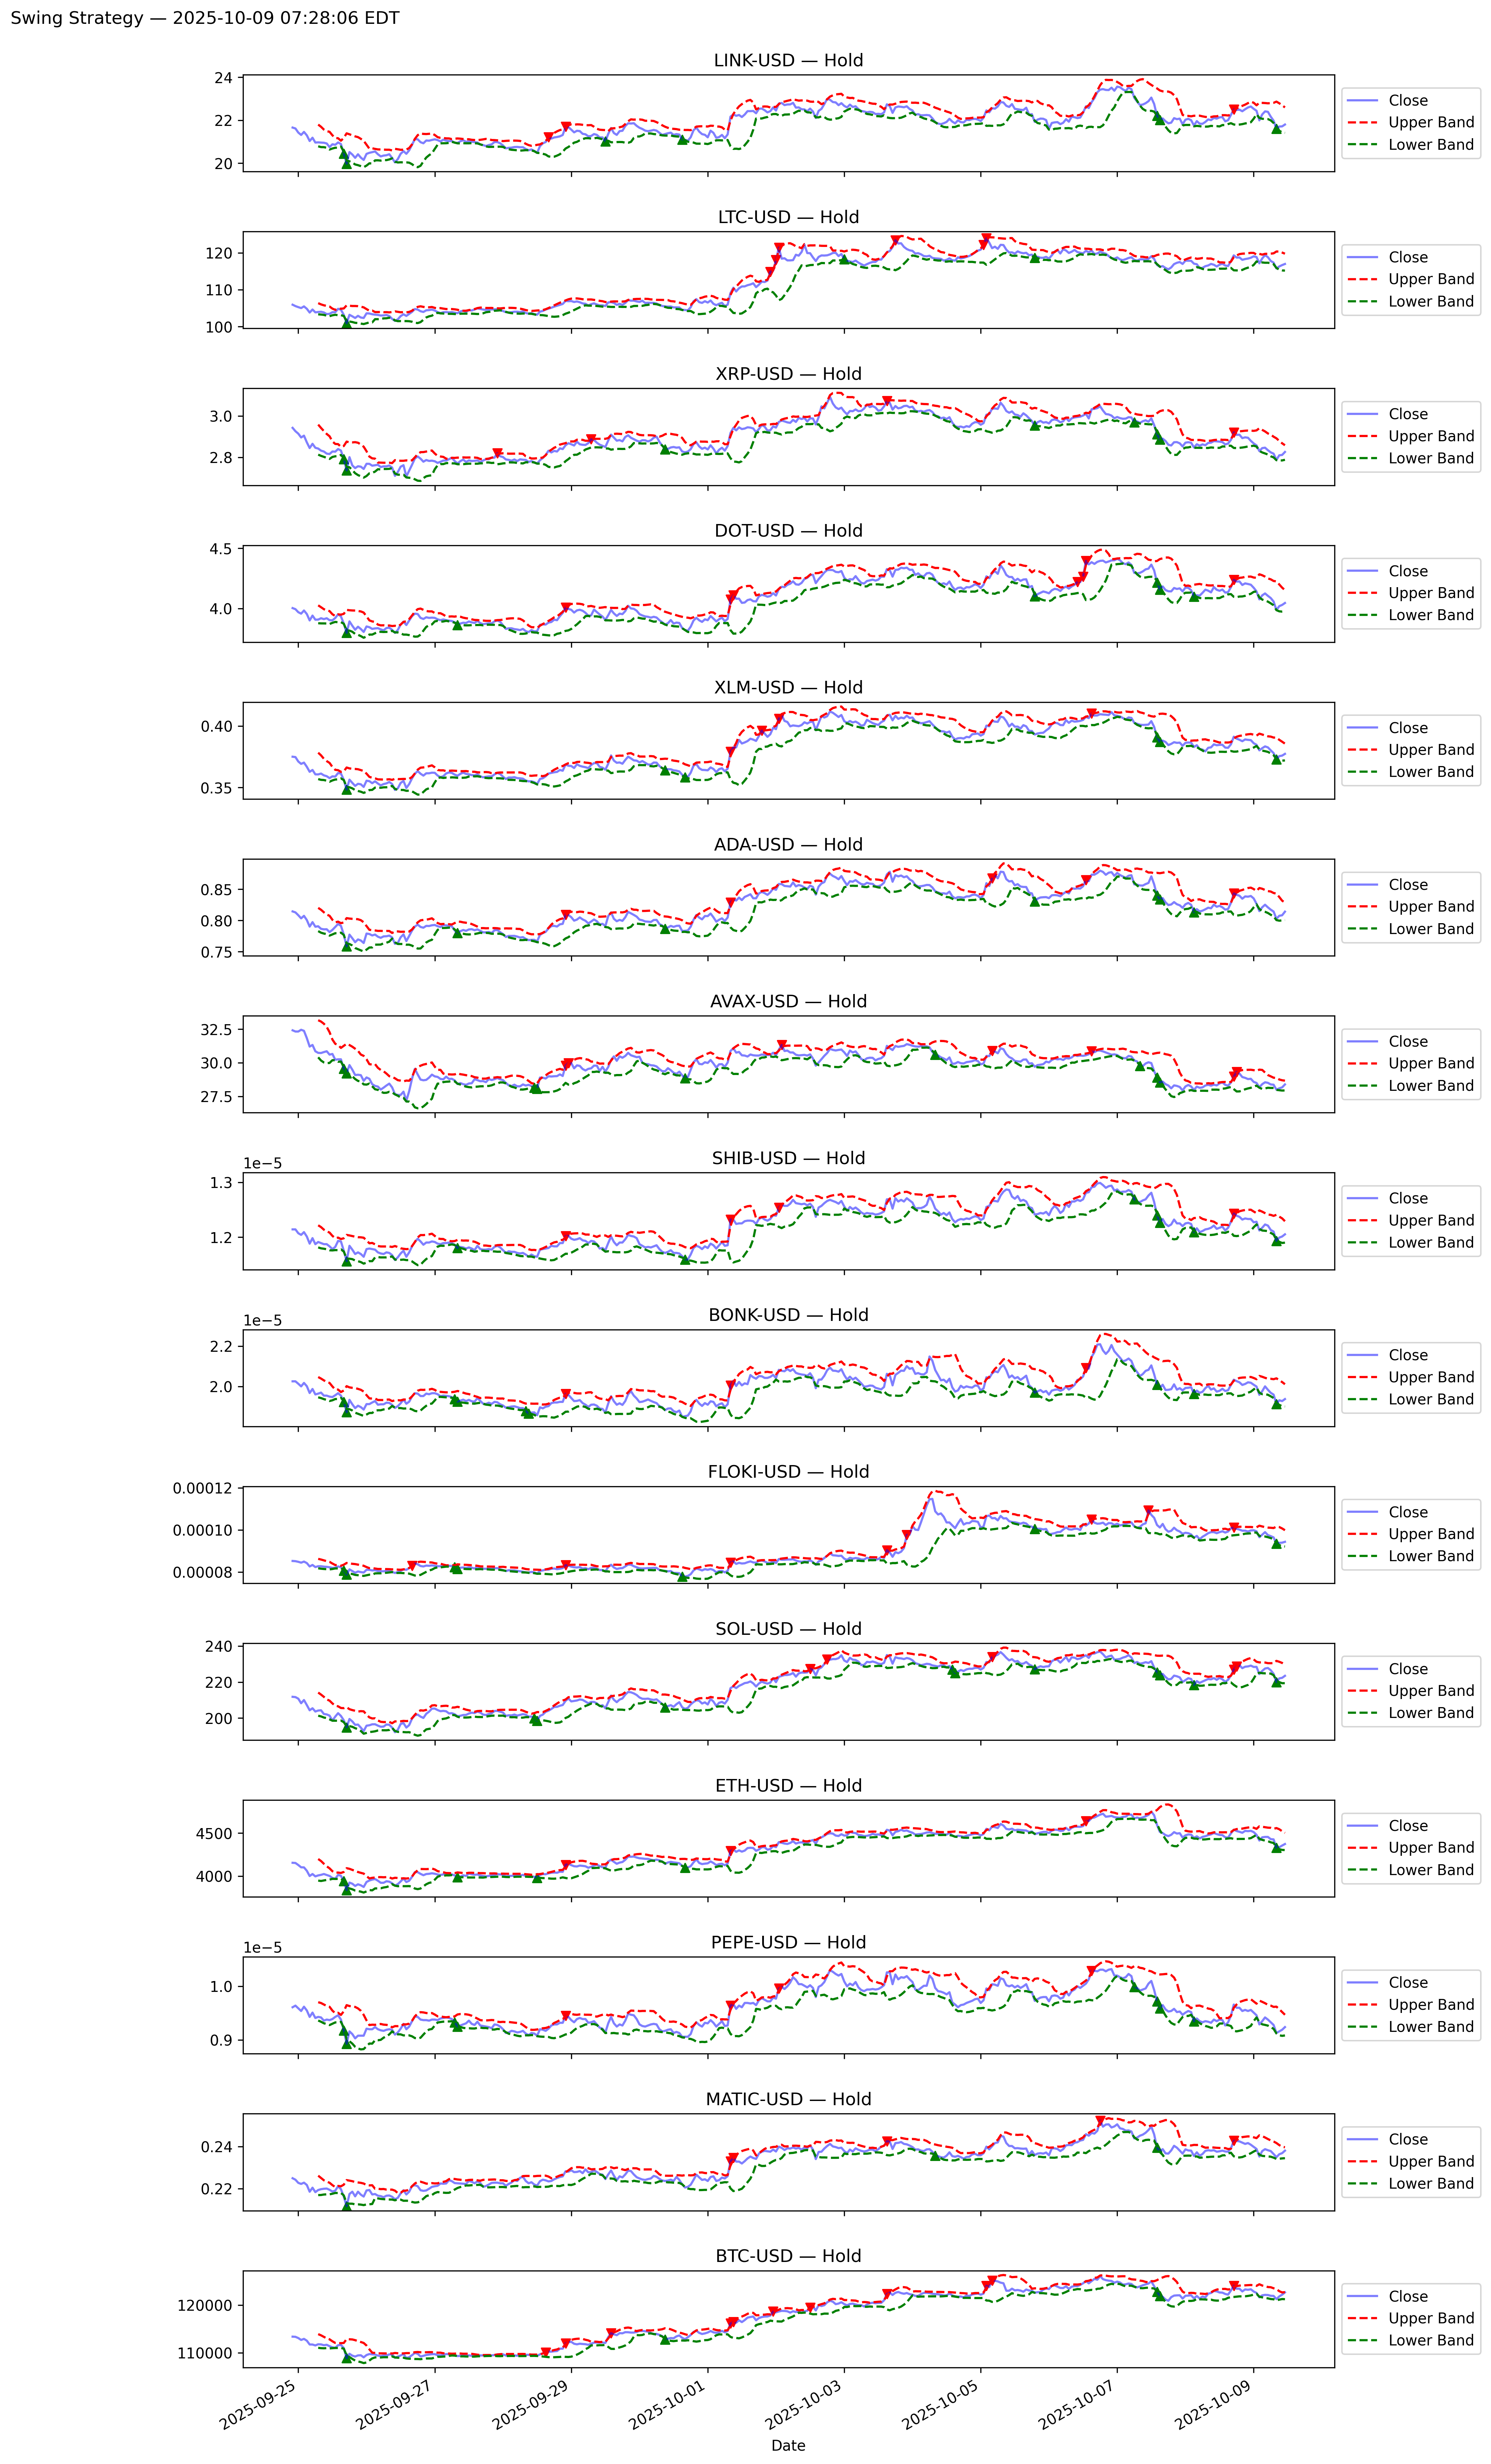 Swing Strategy — 2025-10-09 07:28:06 EDT
LINK-USD — Hold
24
22
20
Close
Upper Band
Lower Band
LTC-USD — Hold
120
110
100
Close
Upper Band
Lower Band
XRP-USD — Hold
3.0
2.8
Close
Upper Band
Lower Band
DOT-USD — Hold
4.5
4.0
Close
Upper Band
Lower Band
XLM-USD — Hold
0.40
0.35
Close
Upper Band
Lower Band
ADA-USD — Hold
0.85
0.80
0.75
Close
Upper Band
Lower Band
AVAX-USD — Hold
32.5
30.0
27.5
Close
Upper Band
Lower Band
SHIB-USD — Hold
1e−5
1.3
1.2
Close
Upper Band
Lower Band
BONK-USD — Hold
1e−5
2.2
2.0
Close
Upper Band
Lower Band
FLOKI-USD — Hold
0.00012
0.00010
0.00008
Close
Upper Band
Lower Band
SOL-USD — Hold
240
220
200
Close
Upper Band
Lower Band
ETH-USD — Hold
4500
4000
Close
Upper Band
Lower Band
PEPE-USD — Hold
1e−5
1.0
0.9
Close
Upper Band
Lower Band
MATIC-USD — Hold
0.24
0.22
Close
Upper Band
Lower Band
BTC-USD — Hold
120000
110000
Close
Upper Band
Lower Band
2025-09-25
2025-09-27
2025-09-29
2025-10-01
2025-10-03
2025-10-05
2025-10-07
2025-10-09
Date